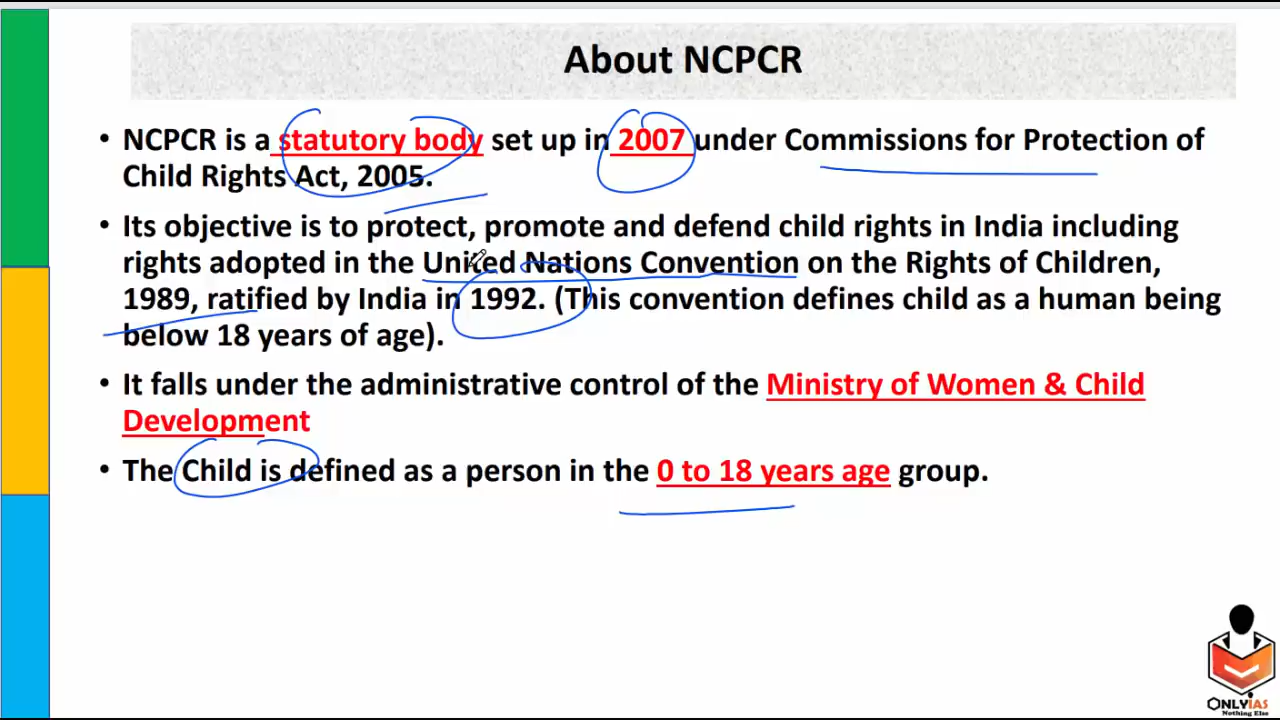 About NCPCR
• NCPCR is a statutory body set up in 2007 under Commissions for Protection of
Child Rights Act, 2005.
• Its objective is to protect, promote and defend child rights in India including
rights adopted in the United Nations Convention on the Rights of Children,
1989, ratified by India in 1992. (This convention defines child as a human being
below 18 years of age).
• It falls under the administrative control of the Ministry of Women & Child
Development
• The Child is defined as a person in the 0 to 18 years age group.
ONLYIAS
Nothing Else